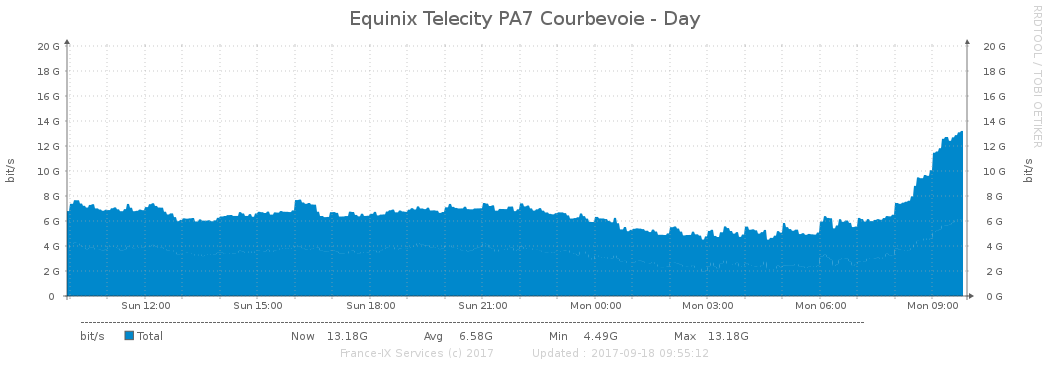 Equinix Telecity PA7 Courbevoie - Day
RRDTOOL / TOBI OETIKER
20 G 20 G
18 G 18 G
16 G 16 G
14 G 14 G
12 G 12 G
10 G 10 G
8 G 8 G
6 G 6 G
4 G 4 G
2 G 2 G
0 0 G
bit/s bit/s
Sun 12:00 Sun 15:00 Sun 18:00 Sun 21:00 Mon 00:00 Mon 03:00 Mon 06:00 Mon 09:00
bit/s Total Now 13.18G Avg 6.58G Min 4.49G Max 13.18G
France-IX Services (c) 2017 Updated : 2017-09-18 09:55:12